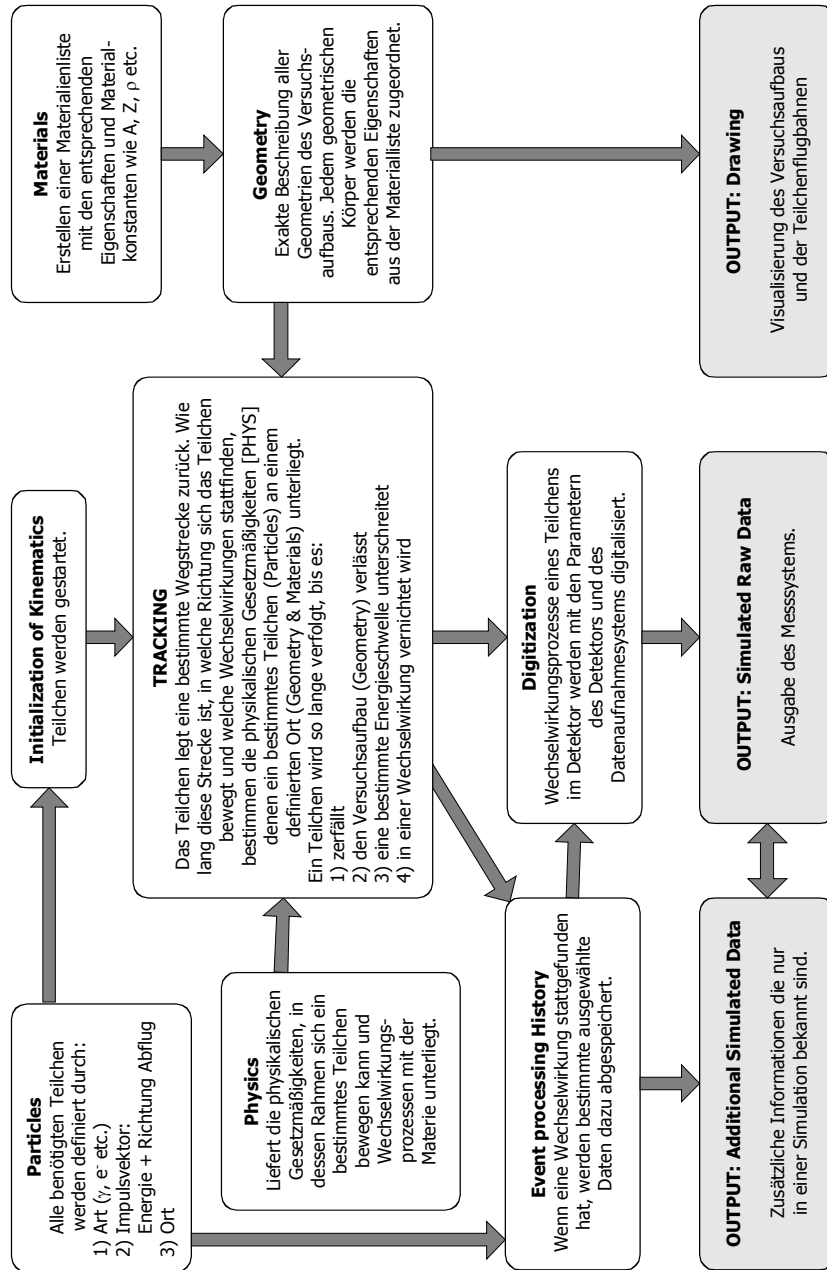 Particles
Alle benötigten Teilchen
werden definiert durch:
1) Art (γ, e⁻ etc.)
2) Impulsvektor:
Energie + Richtung Abflug
3) Ort
Initialization of Kinematics
Teilchen werden gestartet.
Materials
Erstellen einer Materialienliste
mit den entsprechenden
Eigenschaften und Material-
konstanten wie A, Z, ρ etc.
Physics
Liefert die physikalischen
Gesetzmäßigkeiten, in
dessen Rahmen sich ein
bestimmtes Teilchen
bewegen kann und
Wechselwirkungs-
prozessen mit der
Materie unterliegt.
TRACKING
Das Teilchen legt eine bestimmte Wegstrecke zurück. Wie
lang diese Strecke ist, in welche Richtung sich das Teilchen
bewegt und welche Wechselwirkungen stattfinden,
bestimmen die physikalischen Gesetzmäßigkeiten [PHYS]
denen ein bestimmtes Teilchen (Particles) an einem
definierten Ort (Geometry & Materials) unterliegt.
Ein Teilchen wird so lange verfolgt, bis es:
1) zerfällt
2) den Versuchsaufbau (Geometry) verlässt
3) eine bestimmte Energieschwelle unterschreitet
4) in einer Wechselwirkung vernichtet wird
Geometry
Exakte Beschreibung aller
Geometrien des Versuchs-
aufbaus. Jedem geometrischen
Körper werden die
entsprechenden Eigenschaften
aus der Materialliste zugeordnet.
Event processing History
Wenn eine Wechselwirkung stattgefunden
hat, werden bestimmte ausgewählte
Daten dazu abgespeichert.
Digitization
Wechselwirkungsprozesse eines Teilchens
im Detektor werden mit den Parametern
des Detektors und des
Datenaufnahmesystems digitalisiert.
OUTPUT: Additional Simulated Data
Zusätzliche Informationen die nur
in einer Simulation bekannt sind.
OUTPUT: Simulated Raw Data
Ausgabe des Messsystems.
OUTPUT: Drawing
Visualisierung des Versuchsaufbaus
und der Teilchenflugbahnen